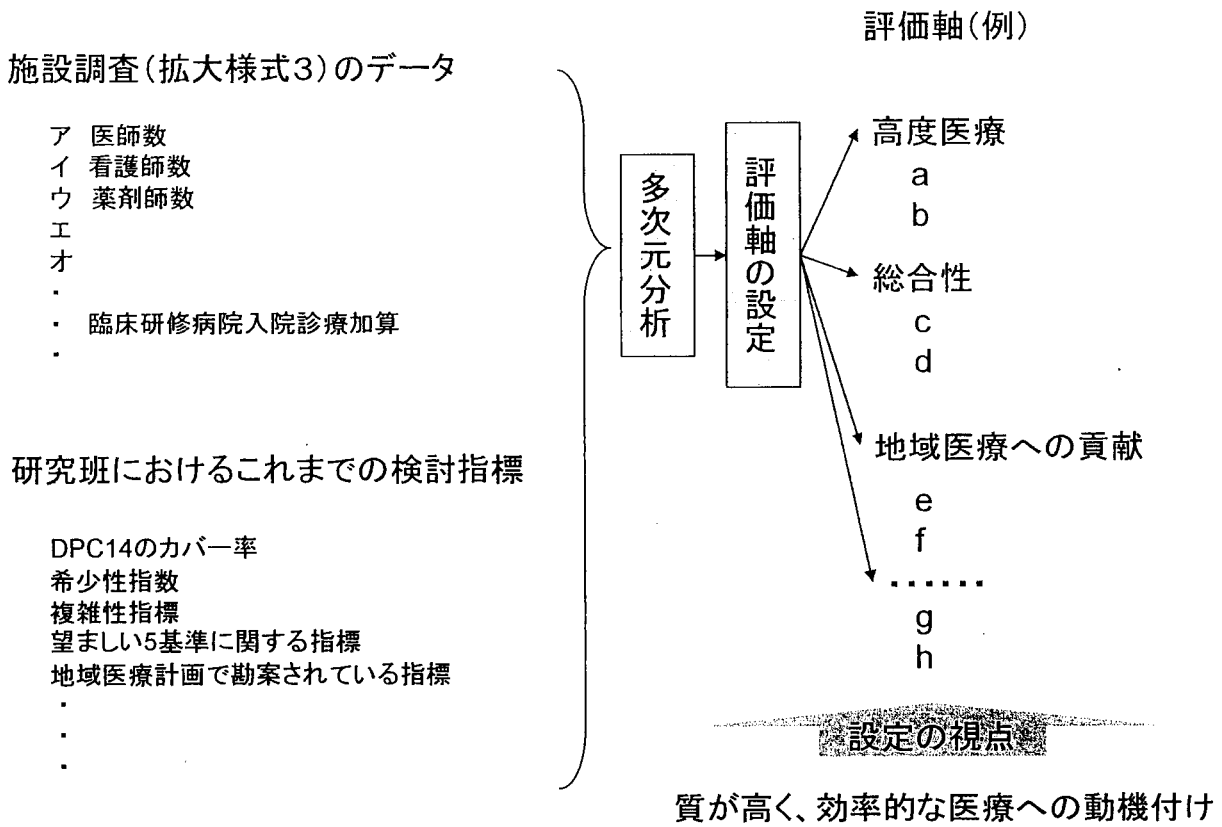 評価軸(例)
施設調査(拡大様式3)のデータ
ア 医師数
イ 看護師数
ウ 薬剤師数
エ
オ
・
・ 臨床研修病院入院診療加算
・
研究班におけるこれまでの検討指標
DPC14のカバー率
希少性指数
複雑性指標
望ましい5基準に関する指標
地域医療計画で勘案されている指標
・
・
・
多次元分析
評価軸の設定
高度医療
a
b
総合性
c
d
地域医療への貢献
e
f
・・・・・・
g
h
設定の視点
質が高く、効率的な医療への動機付け